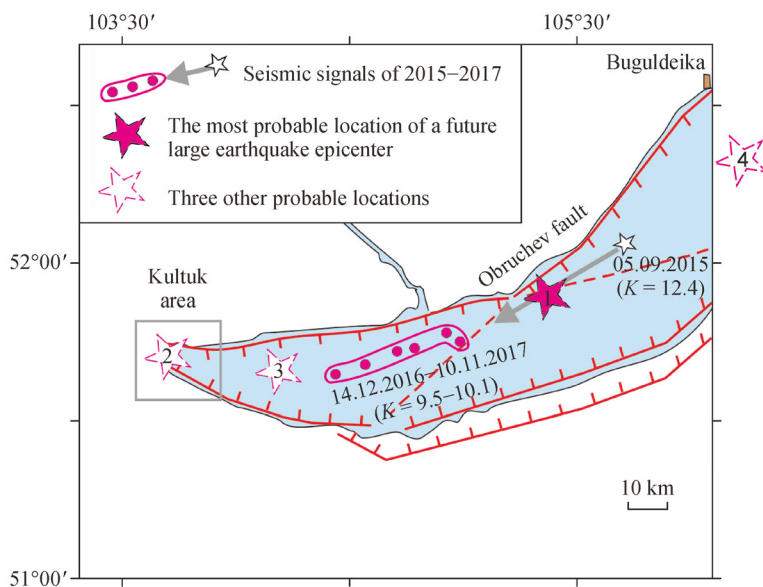 103°30′
105°30′
Buguldeika
Seismic signals of 2015–2017
The most probable location of a future
large earthquake epicenter
4
Three other probable locations
Obruchev fault
52°00′
05.09.2015
(K = 12.4)
Kultuk
area
1
2
3
14.12.2016–10.11.2017
(K = 9.5–10.1)
10 km
51°00′